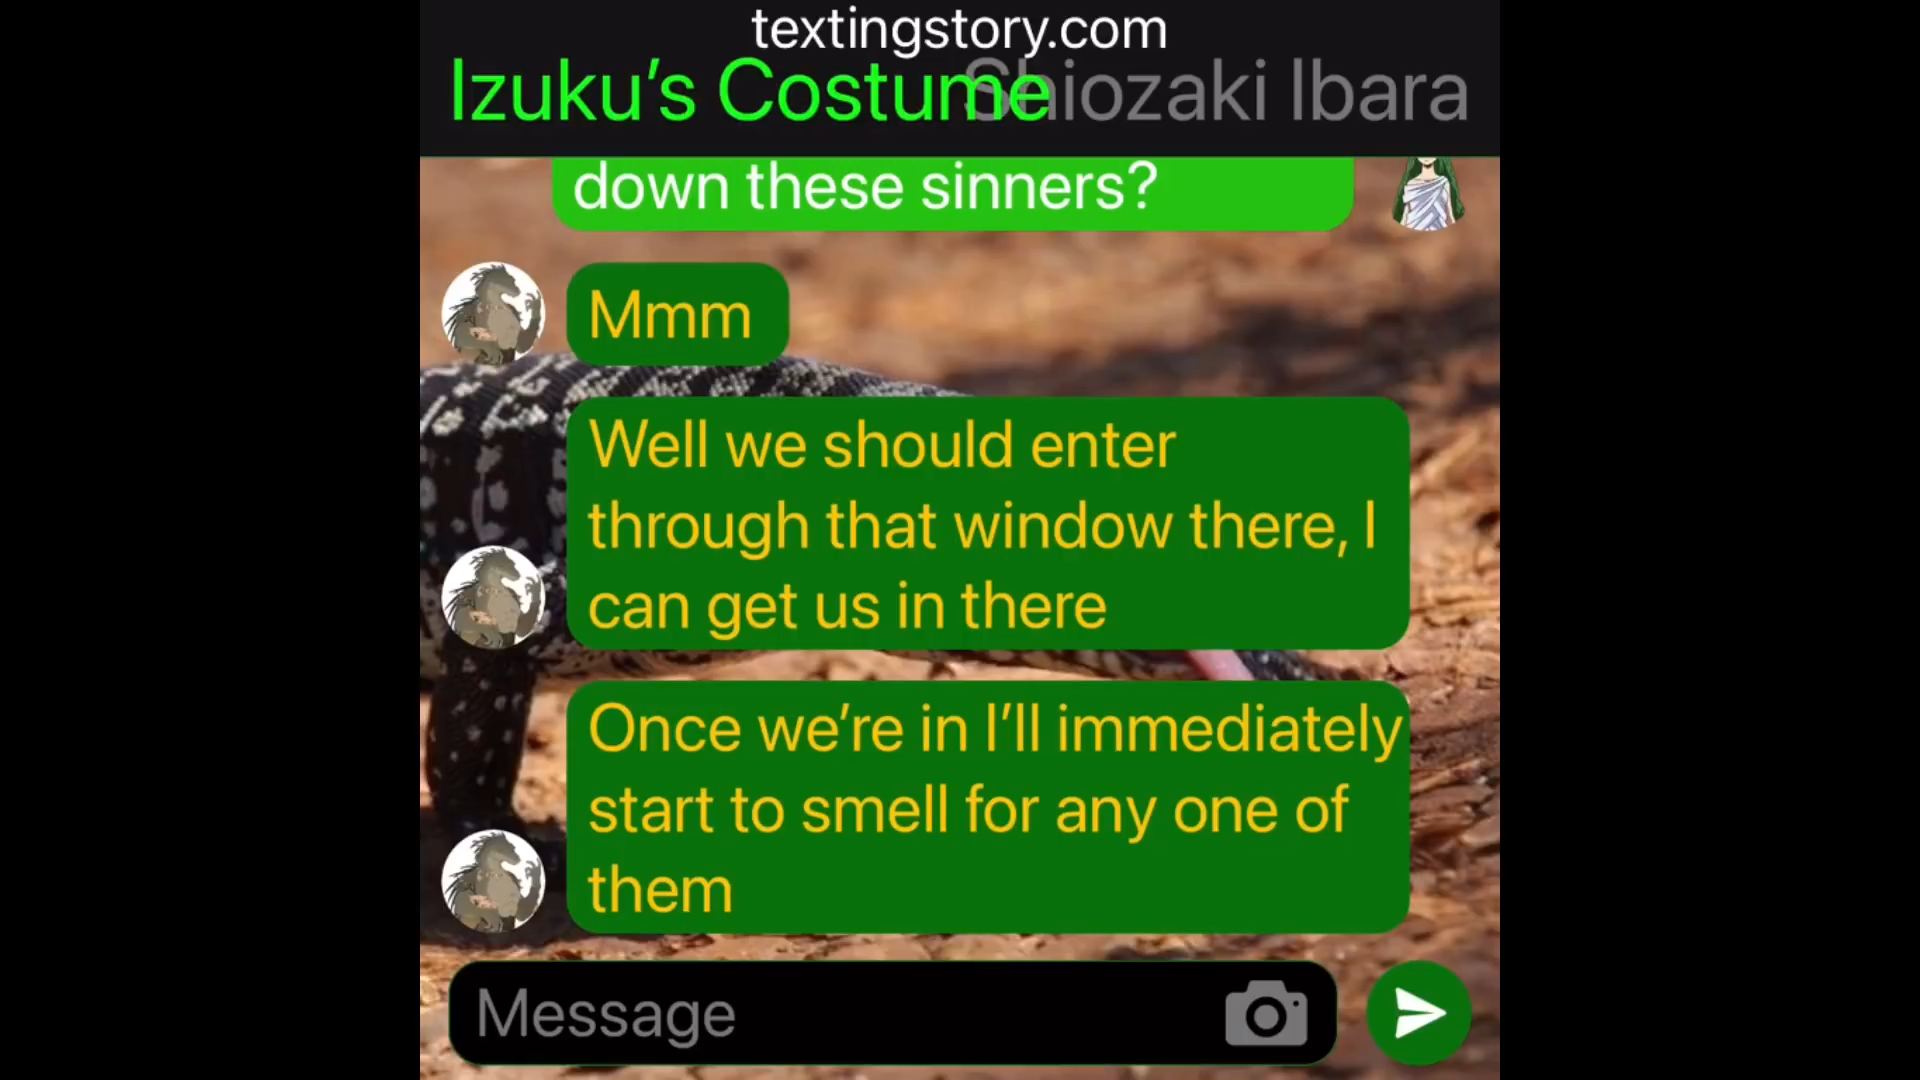 textingstory.com
Izuku’s Costume
Shiozaki Ibara
down these sinners?
Mmm
Well we should enter
through that window there, I
can get us in there
Once we’re in I’ll immediately
start to smell for any one of
them
Message